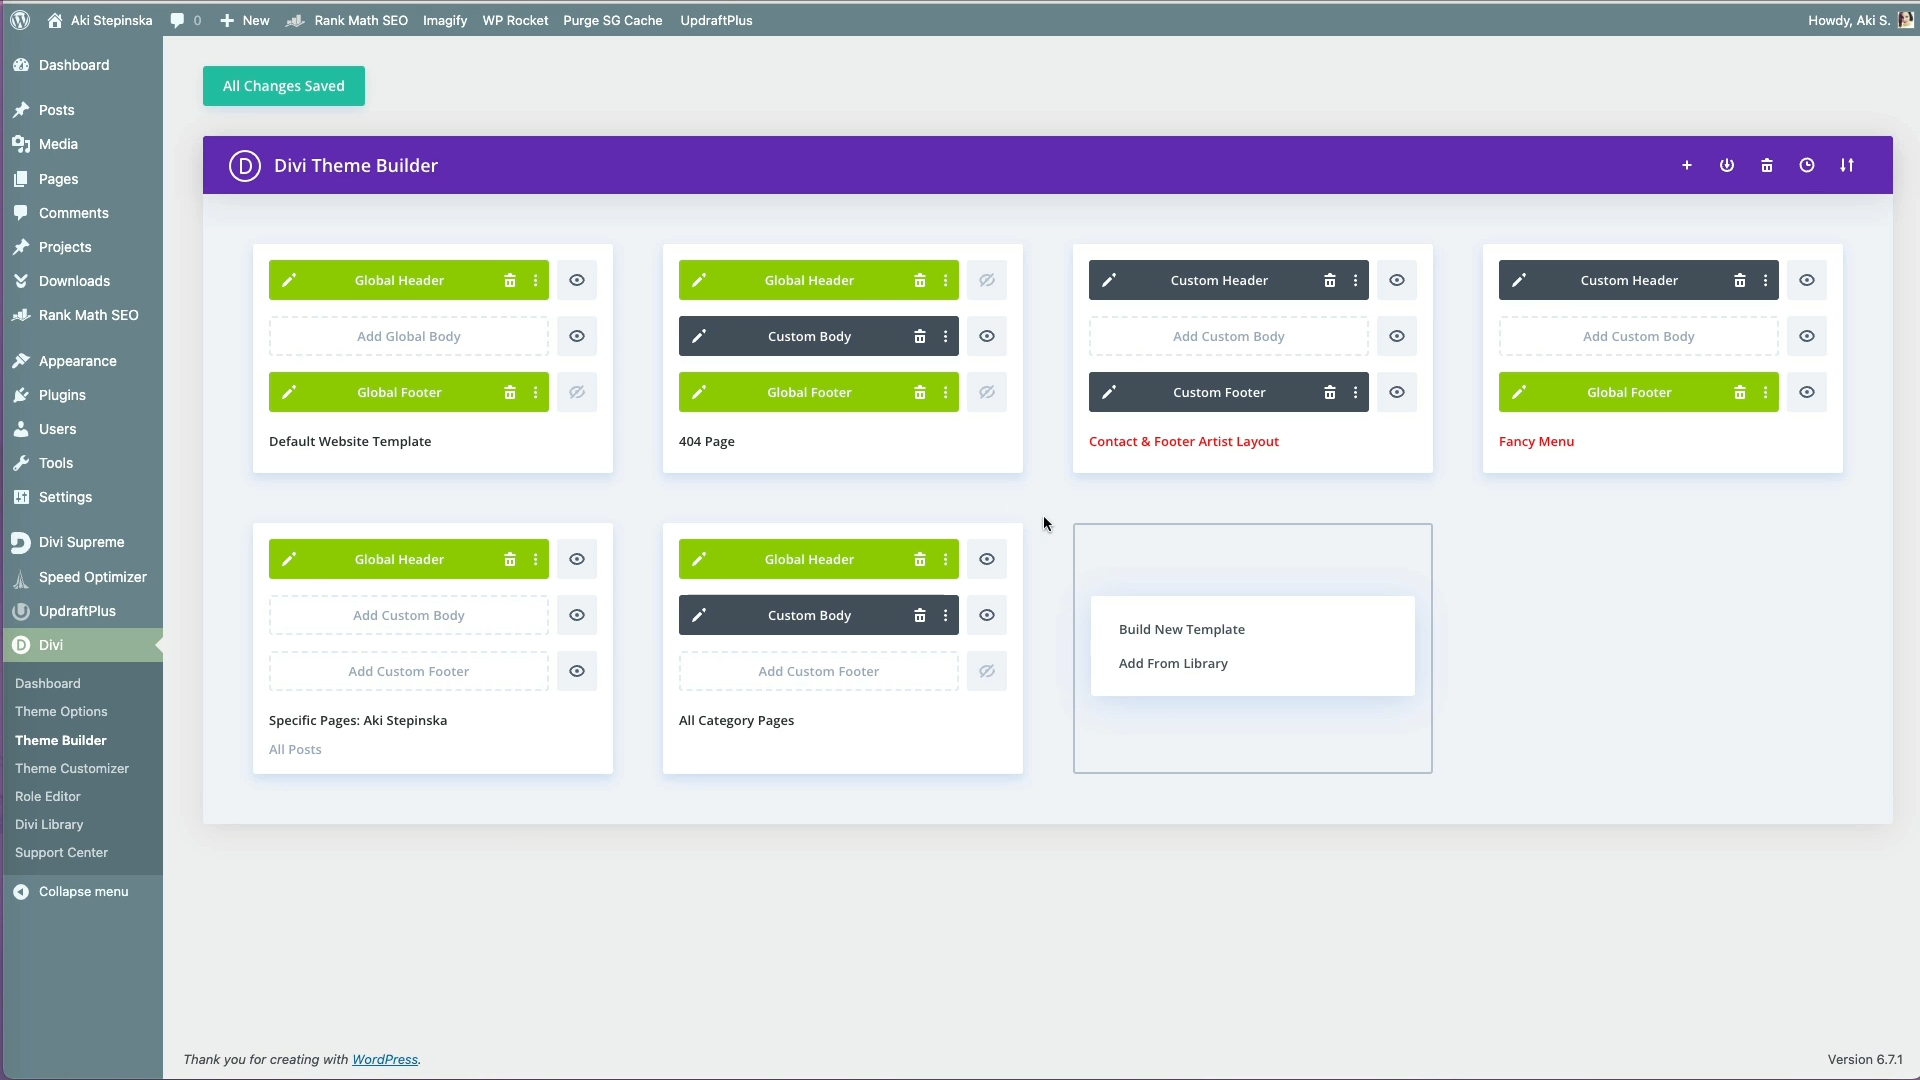 Aki Stepinska 0 New Rank Math SEO Imagify WP Rocket Purge SG Cache UpdraftPlus Howdy, Aki S.
Dashboard
Posts
Media
Pages
Comments
Projects
Downloads
Rank Math SEO
Appearance
Plugins
Users
Tools
Settings
Divi Supreme
Speed Optimizer
UpdraftPlus
Divi
Dashboard
Theme Options
Theme Builder
Theme Customizer
Role Editor
Divi Library
Support Center
Collapse menu
All Changes Saved
D Divi Theme Builder
Global Header
Add Global Body
Global Footer
Default Website Template
Global Header
Custom Body
Global Footer
404 Page
Custom Header
Add Custom Body
Custom Footer
Contact & Footer Artist Layout
Custom Header
Add Custom Body
Global Footer
Fancy Menu
Global Header
Add Custom Body
Add Custom Footer
Specific Pages: Aki Stepinska
All Posts
Global Header
Custom Body
Add Custom Footer
All Category Pages
Build New Template
Add From Library
Thank you for creating with WordPress.
Version 6.7.1